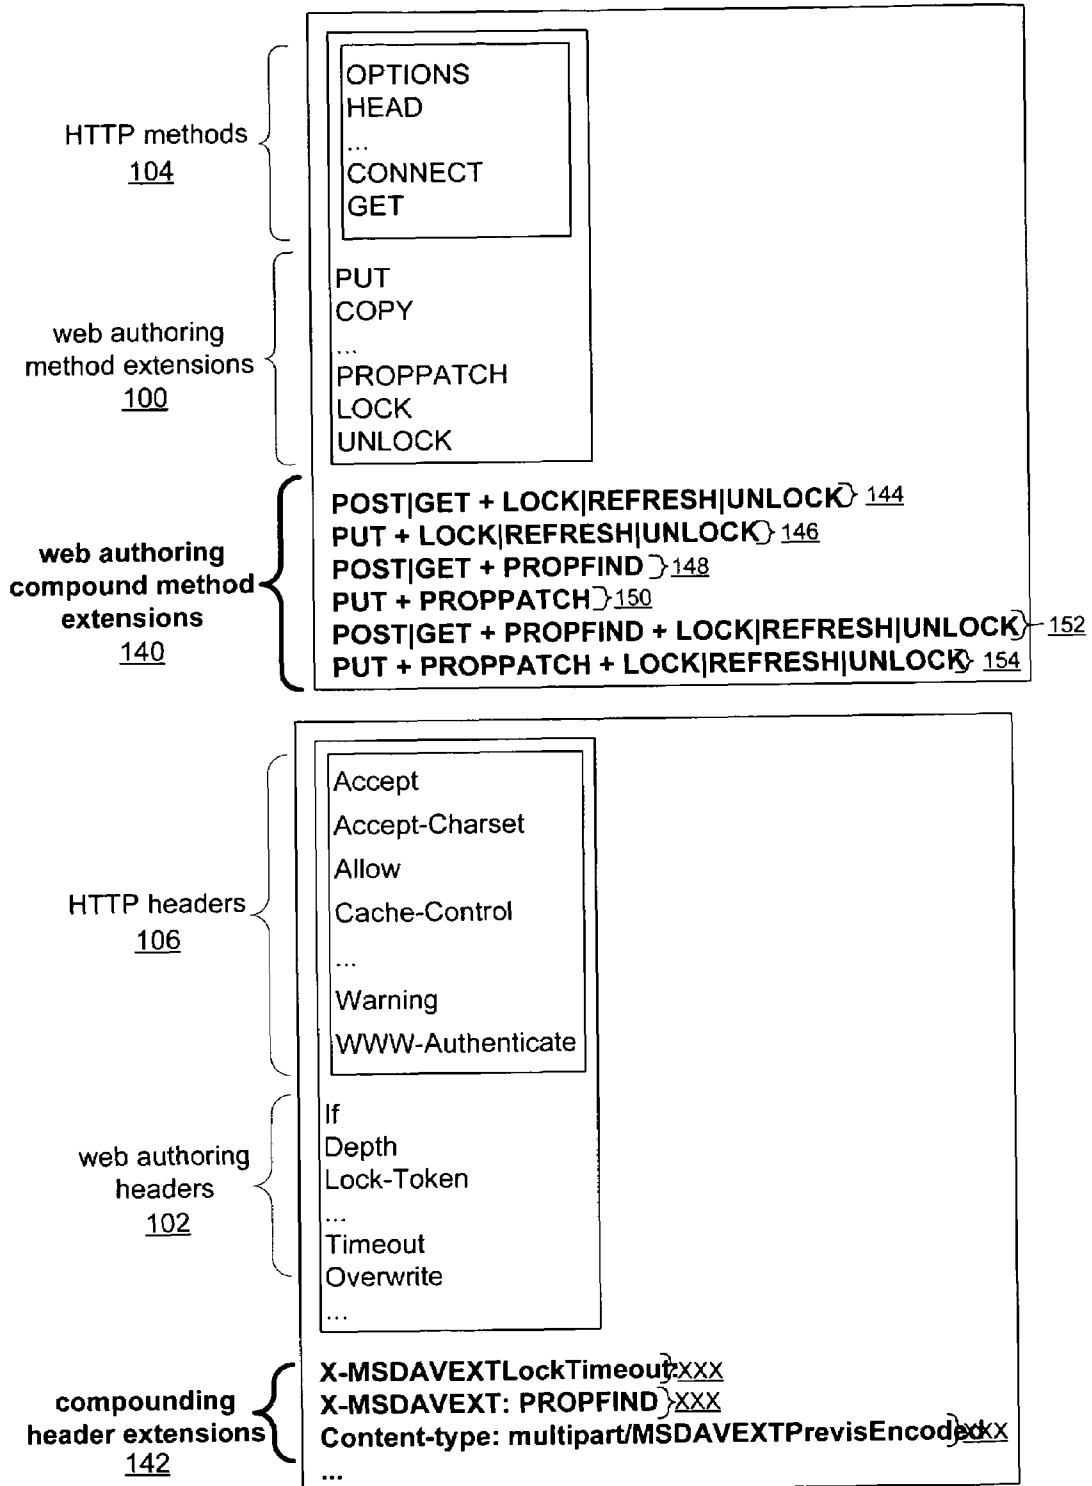 OPTIONS
HEAD
...
CONNECT
GET
HTTP methods
104
PUT
COPY
...
PROPPATCH
LOCK
UNLOCK
web authoring
method extensions
100
POST|GET + LOCK|REFRESH|UNLOCK 144
PUT + LOCK|REFRESH|UNLOCK 146
POST|GET + PROPFIND 148
PUT + PROPPATCH 150
POST|GET + PROPFIND + LOCK|REFRESH|UNLOCK 152
PUT + PROPPATCH + LOCK|REFRESH|UNLOCK 154
web authoring
compound method
extensions
140
Accept
Accept-Charset
Allow
Cache-Control
...
Warning
WWW-Authenticate
HTTP headers
106
If
Depth
Lock-Token
...
Timeout
Overwrite
...
web authoring
headers
102
X-MSDAVEXTLockTimeout: XXX
X-MSDAVEXT: PROPFIND XXX
Content-type: multipart/MSDAVEXTPrevisEncoded XXX
...
compounding
header extensions
142